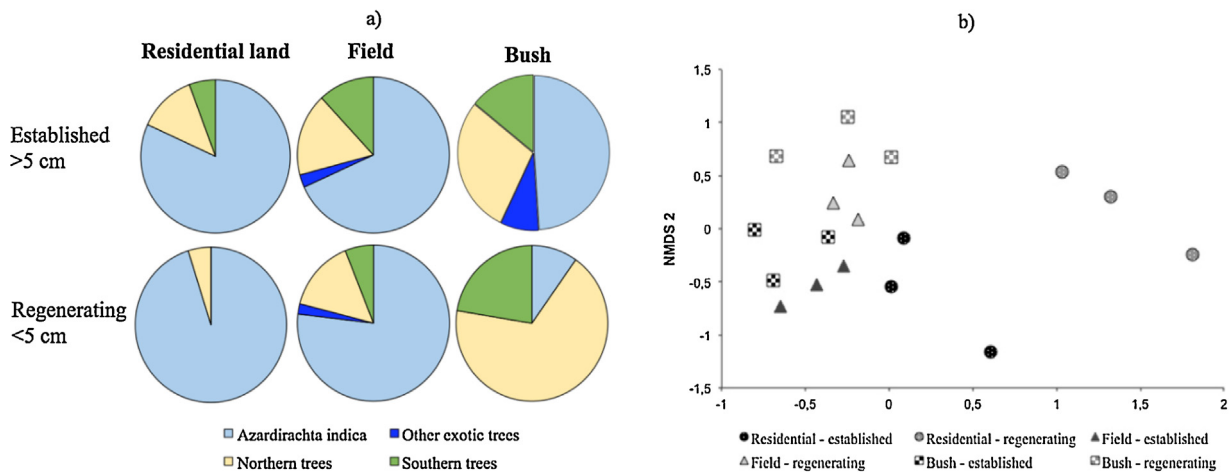 a)
Residential land Field Bush
Established
>5 cm
Regenerating
<5 cm
Azardirachta indica Other exotic trees
Northern trees Southern trees
b)
1,5
1
0,5
0
-0,5
-1
-1,5
NMDS 2
-1 -0,5 0 0,5 1 1,5 2
Residential - established Residential - regenerating Field - established
Field - regenerating Bush - established Bush - regenerating